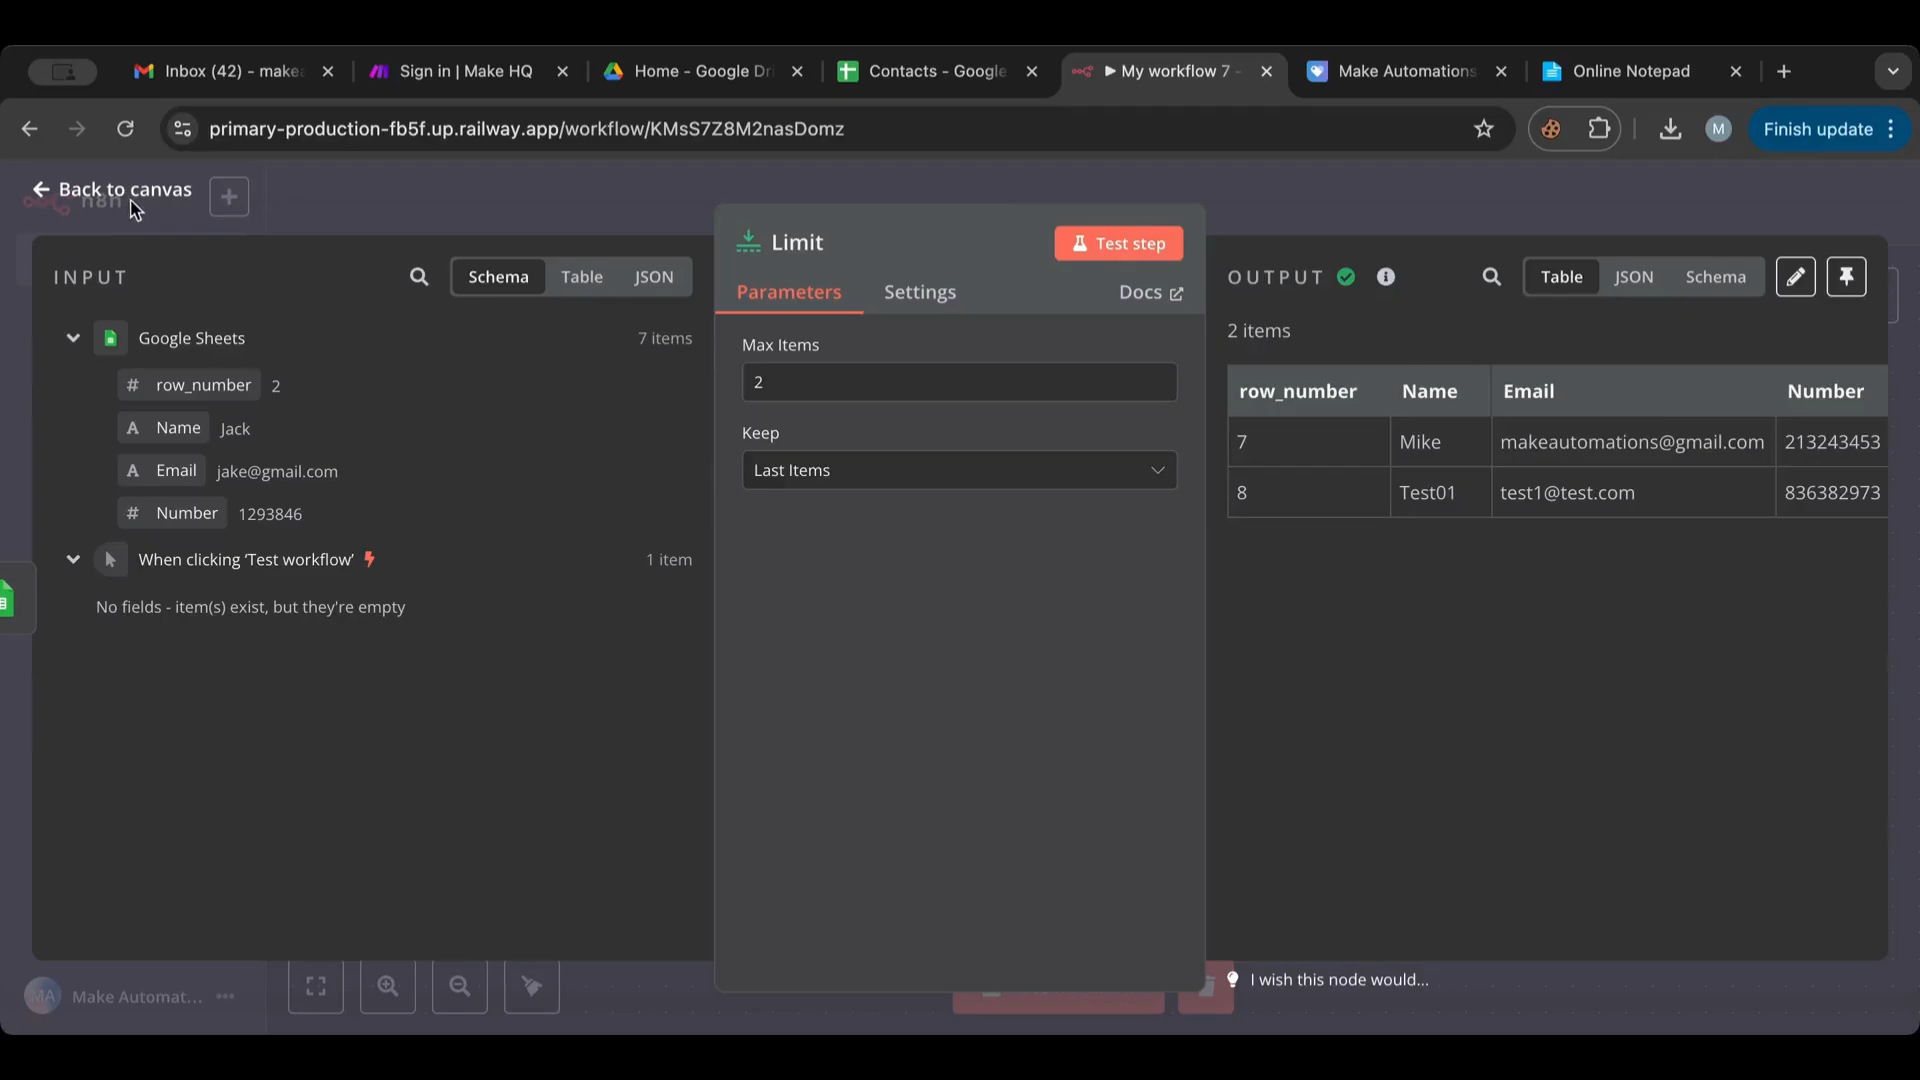 Inbox (42) - make
Sign in | Make HQ
Home - Google Dri
Contacts - Google
▶ My workflow 7 -
Make Automations
Online Notepad
primary-production-fb5f.up.railway.app/workflow/KMsS7Z8M2nasDomz
M
Finish update
Back to canvas
n8n
INPUT
Schema
Table
JSON
Google Sheets
7 items
# row_number 2
A Name Jack
A Email jake@gmail.com
# Number 1293846
When clicking ‘Test workflow’
1 item
No fields - item(s) exist, but they're empty
Limit
Test step
Parameters
Settings
Docs
Max Items
2
Keep
Last Items
OUTPUT
Table
JSON
Schema
2 items
row_number Name Email Number
7 Mike makeautomations@gmail.com 213243453
8 Test01 test1@test.com 836382973
MA
Make Automat...
I wish this node would...